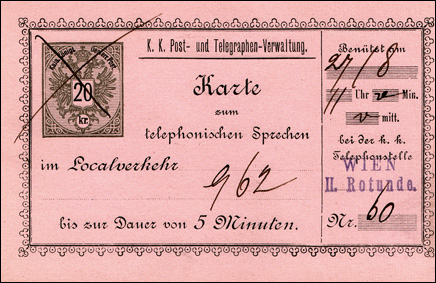 K. K. Post- und Telegraphen-Verwaltung.
20
kr.
Karte
zum
telephonischen Sprechen
im Localverkehr
962
bis zur Dauer von 5 Minuten.
Benützt am
27/8
11 Uhr Min.
v mitt.
bei der k. k.
Telephonstelle
WIEN
II. Rotunde.
Nr. 60